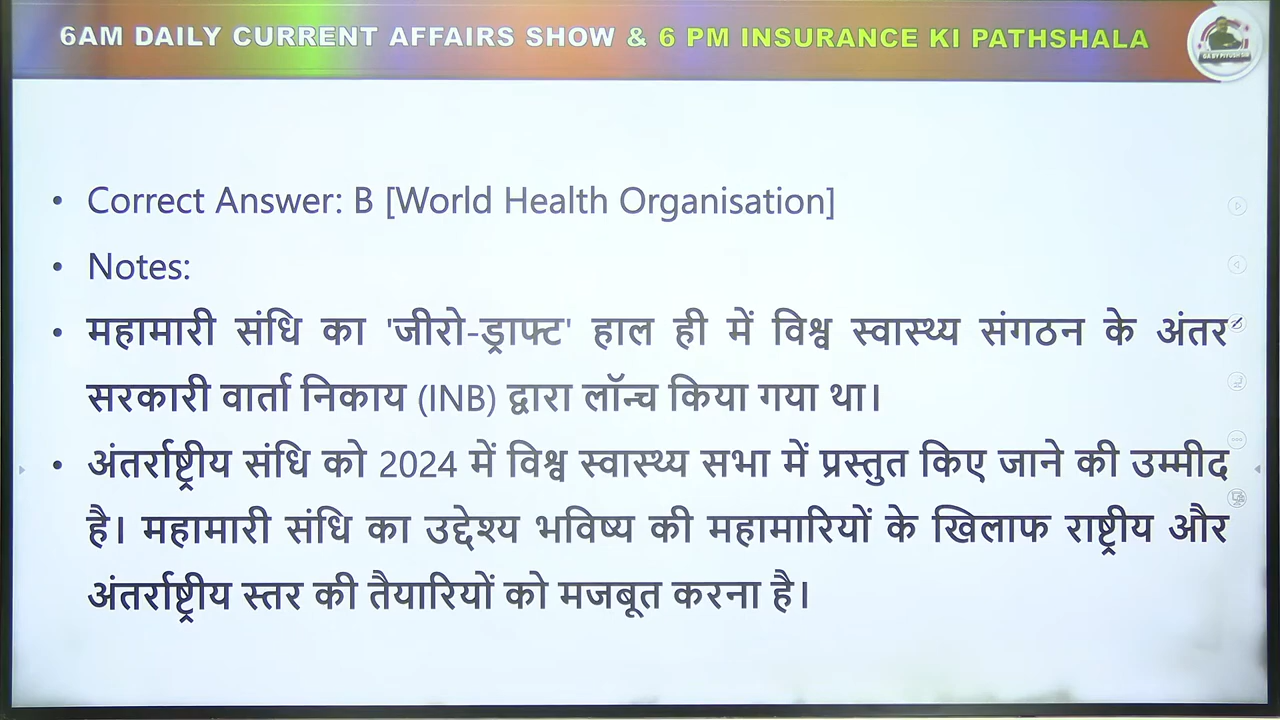 6AM DAILY CURRENT AFFAIRS SHOW & 6 PM INSURANCE KI PATHSHALA
• Correct Answer: B [World Health Organisation]
• Notes:
• महामारी संधि का 'जीरो-ड्राफ्ट' हाल ही में विश्व स्वास्थ्य संगठन के अंतर
सरकारी वार्ता निकाय (INB) द्वारा लॉन्च किया गया था।
• अंतर्राष्ट्रीय संधि को 2024 में विश्व स्वास्थ्य सभा में प्रस्तुत किए जाने की उम्मीद
है। महामारी संधि का उद्देश्य भविष्य की महामारियों के खिलाफ राष्ट्रीय और
अंतर्राष्ट्रीय स्तर की तैयारियों को मजबूत करना है।